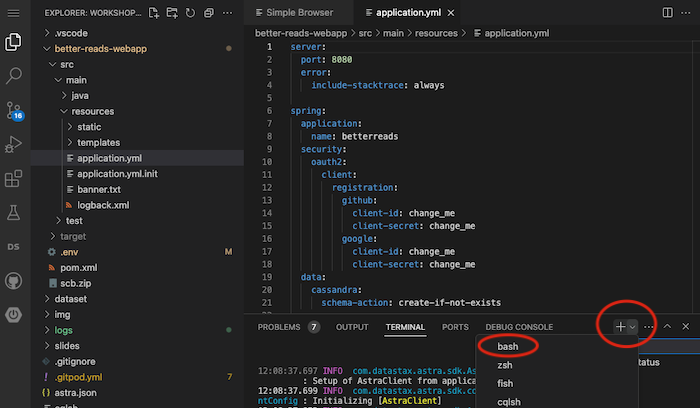 EXPLORER: WORKSHOP...
Simple Browser
application.yml
.vscode
better-reads-webapp
src
main
java
resources
static
templates
application.yml
application.yml.init
banner.txt
logback.xml
test
target
.env M
pom.xml
scb.zip
dataset
img
logs
slides
.gitignore
.gitpod.yml 7
astra.json
16
DS
better-reads-webapp > src > main > resources > application.yml
1 server:
2 port: 8080
3 error:
4 include-stacktrace: always
5
6 spring:
7 application:
8 name: betterreads
9 security:
10 oauth2:
11 client:
12 registration:
13 github:
14 client-id: change_me
15 client-secret: change_me
16 google:
17 client-id: change_me
18 client-secret: change_me
19 data:
20 cassandra:
21 schema-action: create-if-not-exists
PROBLEMS 7 OUTPUT TERMINAL PORTS DEBUG CONSOLE
bash
zsh
fish
cqlsh
12:08:37.697 INFO com.datastax.astra.sdk.As
: Setup of AstraClient from applica
12:08:37.699 INFO com.datastax.astra.sdk.co
ntConfig : Initializing [AstraClient]
tatus